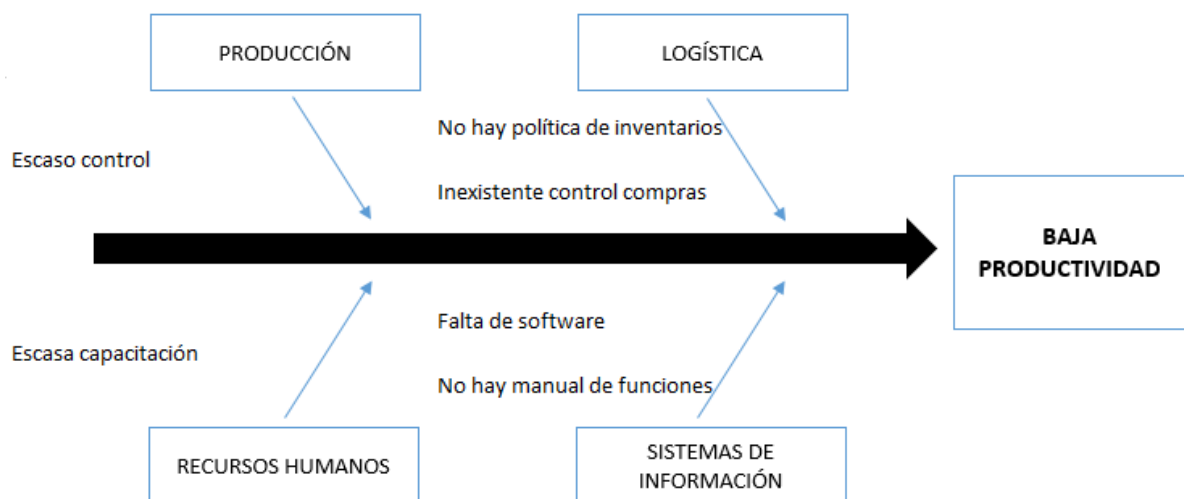 PRODUCCIÓN
LOGÍSTICA
No hay política de inventarios
Escaso control
Inexistente control compras
BAJA
PRODUCTIVIDAD
Falta de software
Escasa capacitación
No hay manual de funciones
RECURSOS HUMANOS
SISTEMAS DE
INFORMACIÓN